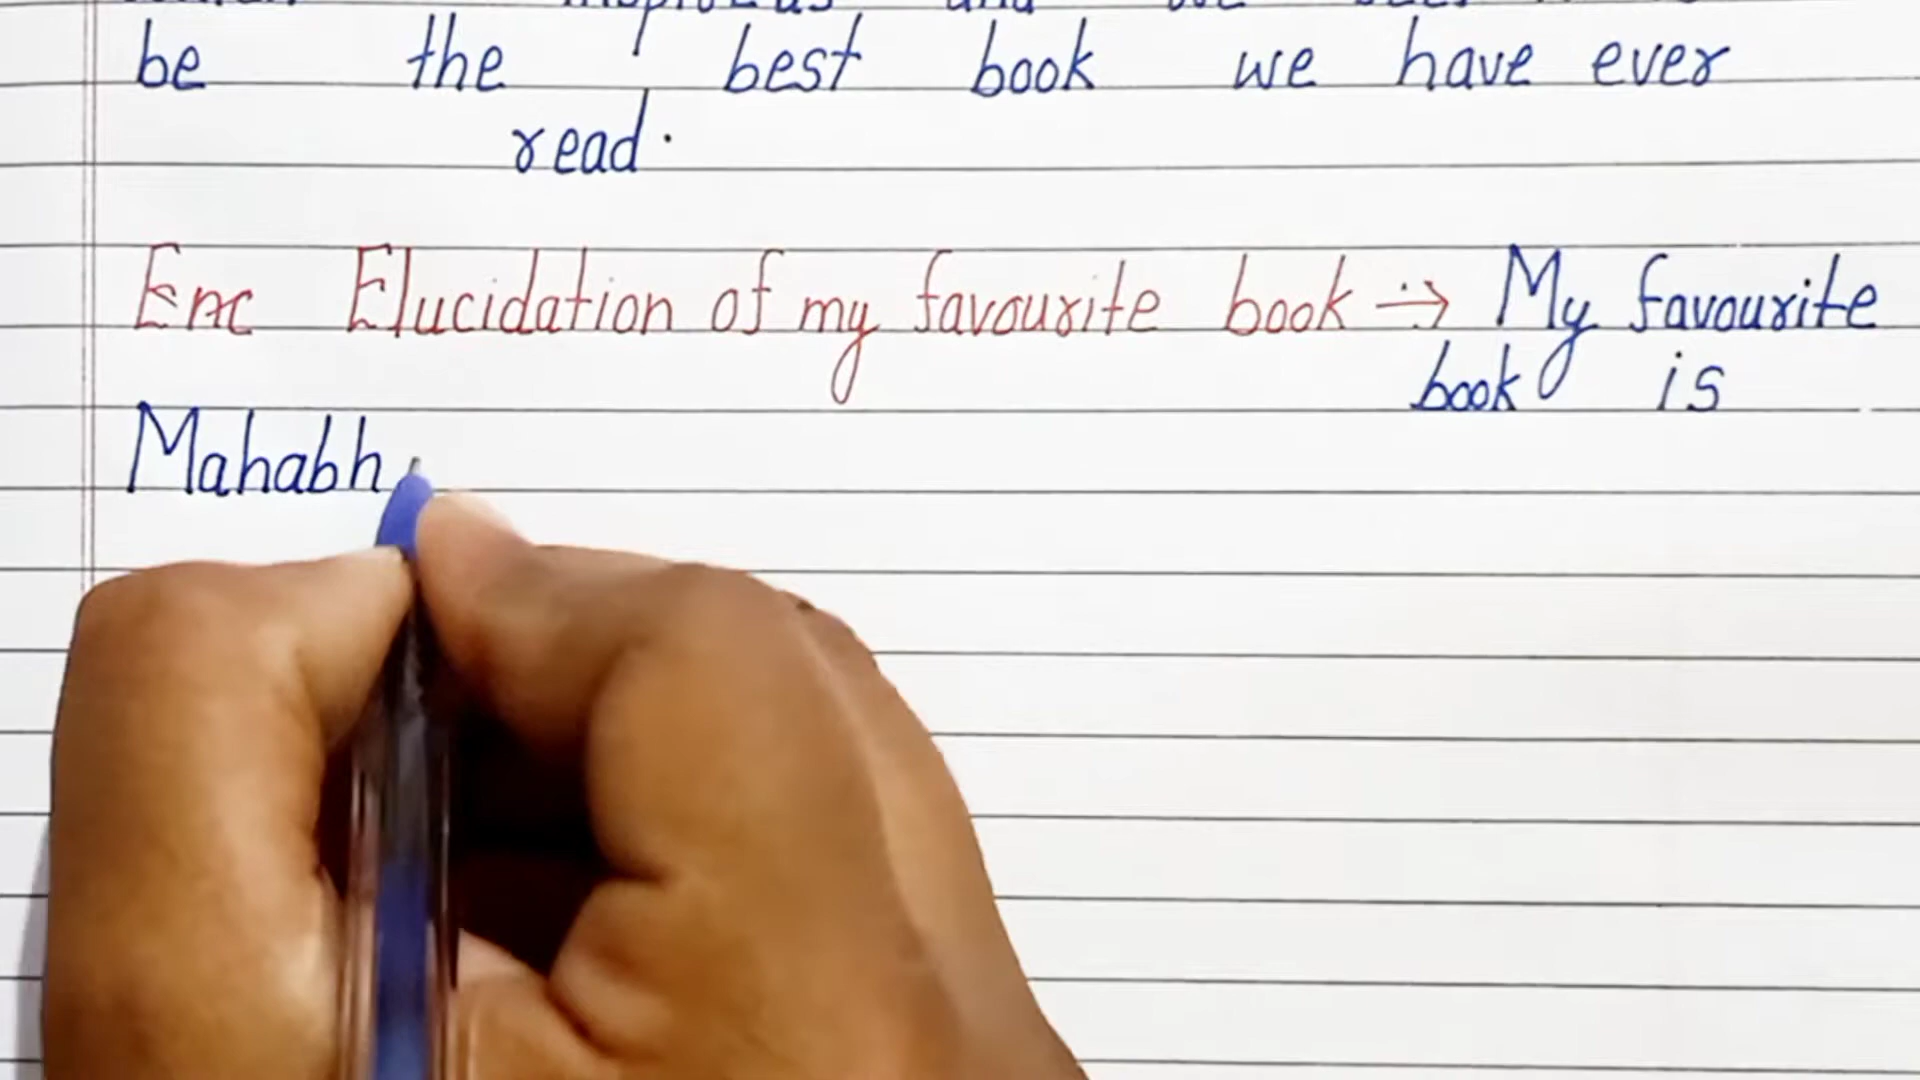 be the best book we have ever
read.
Enc Elucidation of my favourite book → My favourite
book is
Mahabh